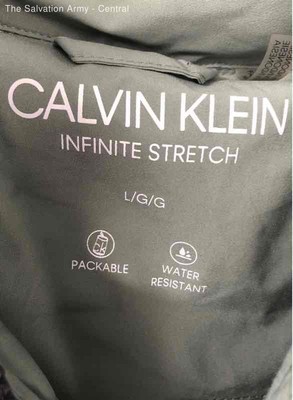 The Salvation Army - Central
CALVIN KLEIN
INFINITE STRETCH
L/G/G
PACKABLE
WATER
RESISTANT